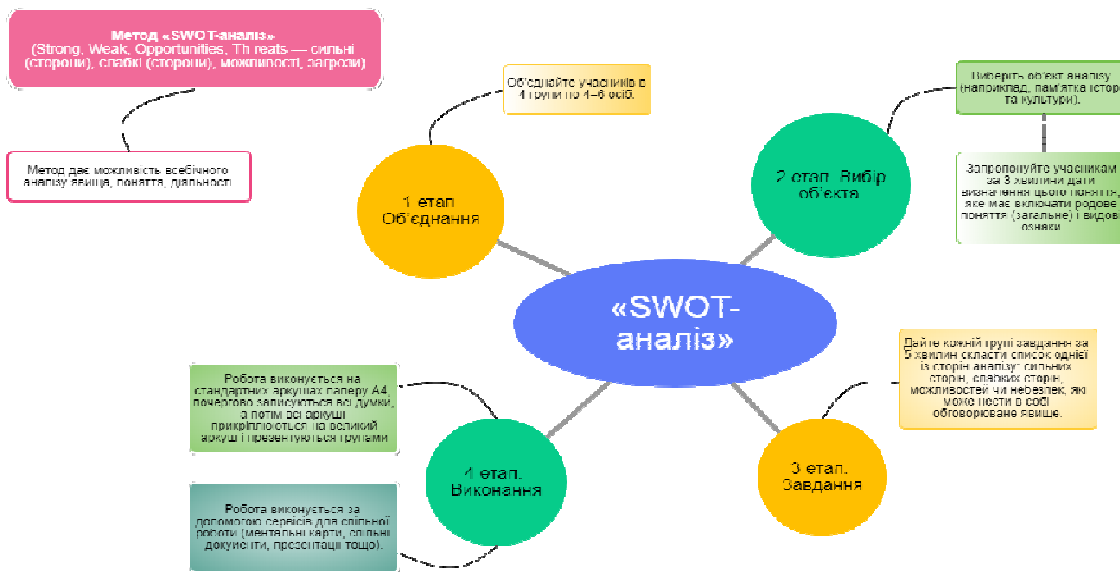 Метод «SWOT-аналіз»
(Strong, Weak, Opportunities, Th reats — сильні
(сторони), слабкі (сторони), можливості, загрози)
Метод дає можливість всебічного
аналізу явища, поняття, діяльності
Об'єднайте учасників в
4 групи по 4–6 осіб.
1 етап
Об'єднання
2 етап. Вибір
об'єкта
Виберіть об'єкт аналізу
(наприклад, пам'ятка історі
та культури).
Запропонуйте учасникам
за 3 хвилини дати
визначення цього поняття,
яке має включати родове
поняття (загальне) і видові
ознаки
«SWOT-
аналіз»
Дайте кожній групі завдання за
5 хвилин скласти список однієї
із сторін аналізу: сильних
сторін, слабких сторін,
можливостей чи небезпек, які
може нести в собі
обговорюване явище.
3 етап.
Завдання
4 етап.
Виконання
Робота виконується на
стандартних аркушах паперу А4,
почергово записуються всі думки,
а потім всі аркуші
прикріплюються на великий
аркуш і презентуються групами
Робота виконується за
допомогою сервісів для спільної
роботи (ментальні карти, спільні
документи, презентації тощо).